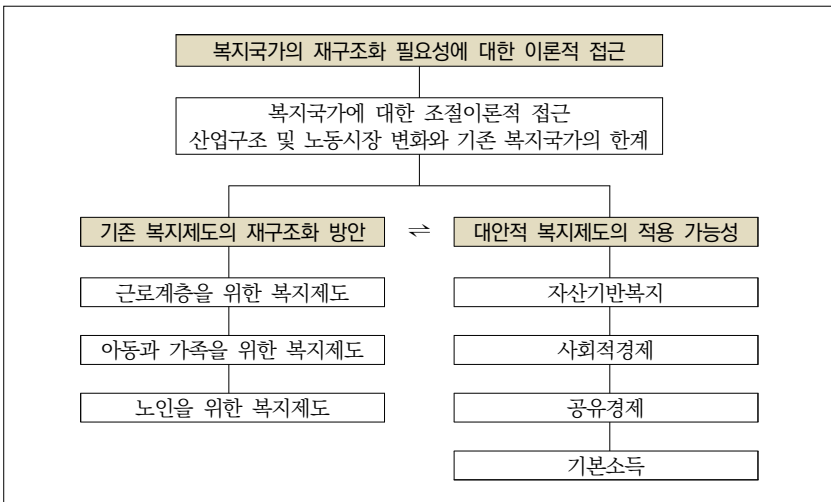 복지국가의 재구조화 필요성에 대한 이론적 접근
복지국가에 대한 조절이론적 접근
산업구조 및 노동시장 변화와 기존 복지국가의 한계
기존 복지제도의 재구조화 방안 ⇌ 대안적 복지제도의 적용 가능성
근로계층을 위한 복지제도
아동과 가족을 위한 복지제도
노인을 위한 복지제도
자산기반복지
사회적경제
공유경제
기본소득